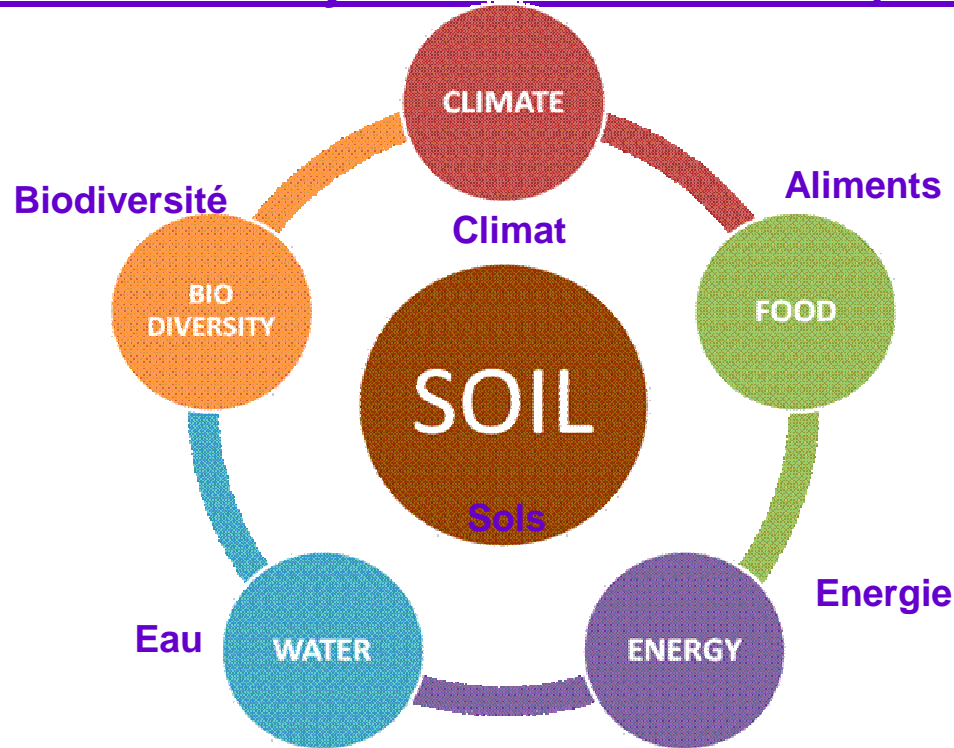 CLIMATE
Biodiversité
Aliments
Climat
BIO
DIVERSITY
FOOD
SOIL
Sols
Energie
Eau
WATER
ENERGY